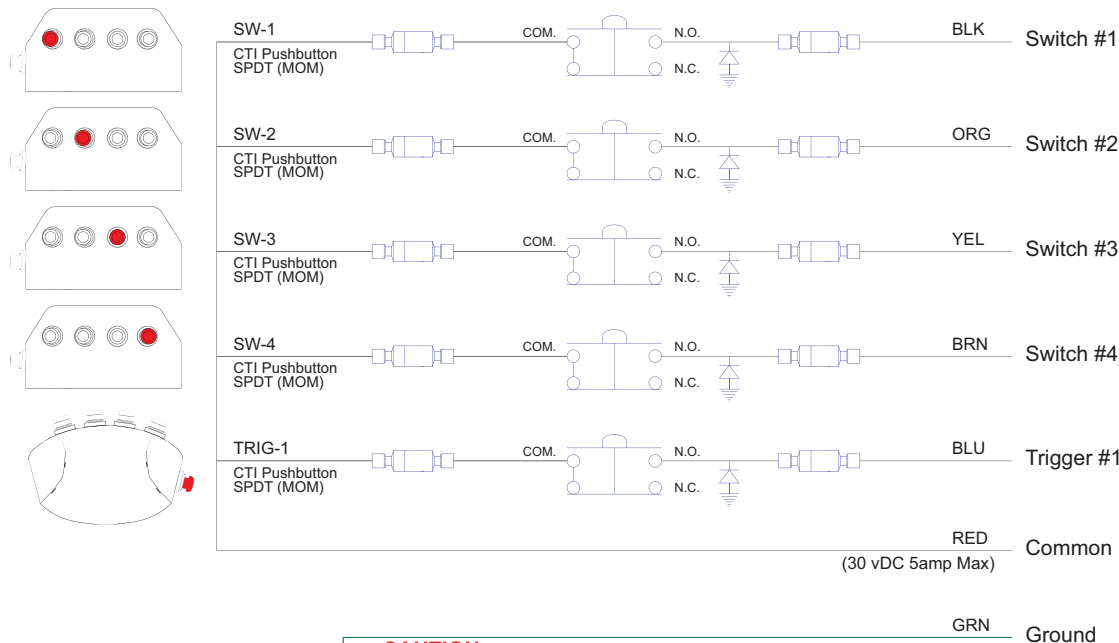 SW-1 COM. N.O. BLK Switch #1
CTI Pushbutton
SPDT (MOM) N.C.
SW-2 COM. N.O. ORG Switch #2
CTI Pushbutton
SPDT (MOM) N.C.
SW-3 COM. N.O. YEL Switch #3
CTI Pushbutton
SPDT (MOM) N.C.
SW-4 COM. N.O. BRN Switch #4
CTI Pushbutton
SPDT (MOM) N.C.
TRIG-1 COM. N.O. BLU Trigger #1
CTI Pushbutton
SPDT (MOM) N.C.
RED Common
(30 vDC 5amp Max)
GRN Ground
CAUTION